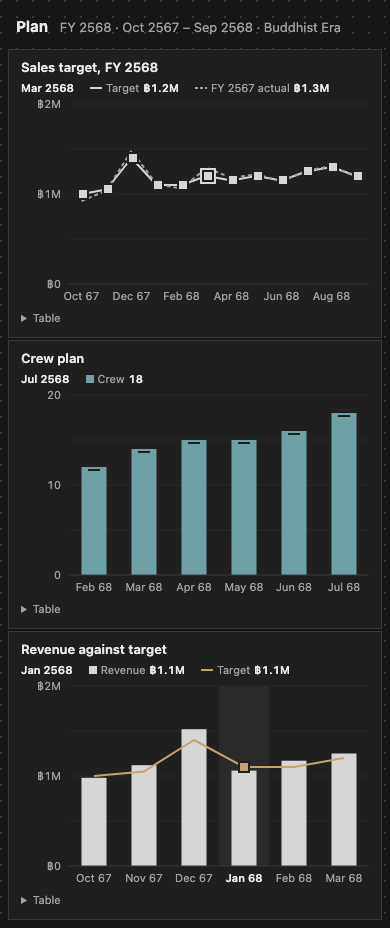 Plan FY 2568 · Oct 2567 – Sep 2568 · Buddhist Era
Sales target, FY 2568
Mar 2568 Target ฿1.2M FY 2567 actual ฿1.3M
฿2M
฿1M
฿0
Oct 67 Dec 67 Feb 68 Apr 68 Jun 68 Aug 68
▶ Table
Crew plan
Jul 2568 Crew 18
20
10
0
Feb 68 Mar 68 Apr 68 May 68 Jun 68 Jul 68
▶ Table
Revenue against target
Jan 2568 Revenue ฿1.1M Target ฿1.1M
฿2M
฿1M
฿0
Oct 67 Nov 67 Dec 67 Jan 68 Feb 68 Mar 68
▶ Table